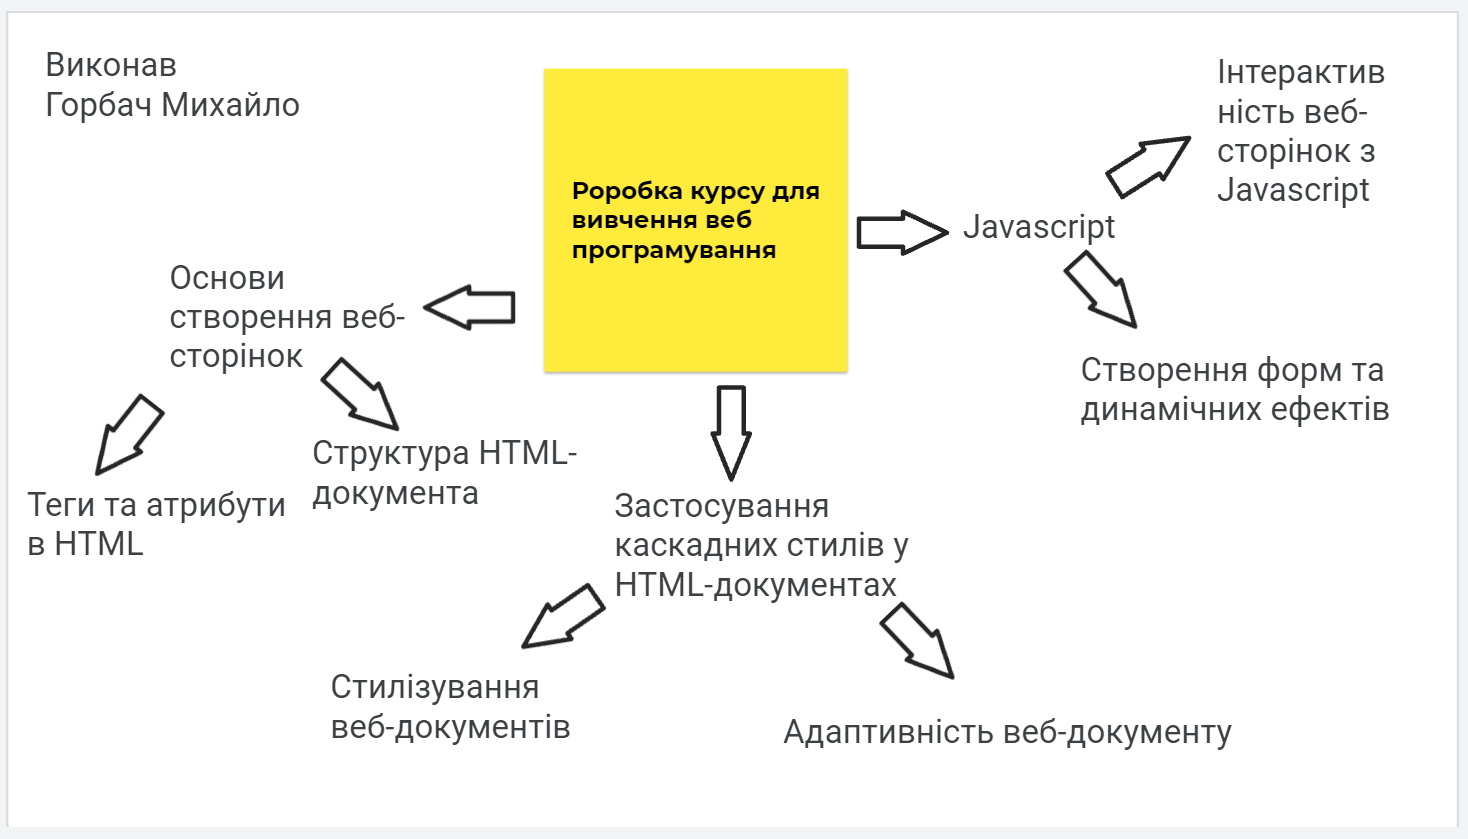 Виконав
Горбач Михайло
Роробка курсу для
вивчення веб
програмування
Інтерактив
ність веб-
сторінок з
Javascript
Javascript
Створення форм та
динамічних ефектів
Основи
створення веб-
сторінок
Структура HTML-
документа
Теги та атрибути
в HTML
Застосування
каскадних стилів у
HTML-документах
Стилізування
веб-документів
Адаптивність веб-документу